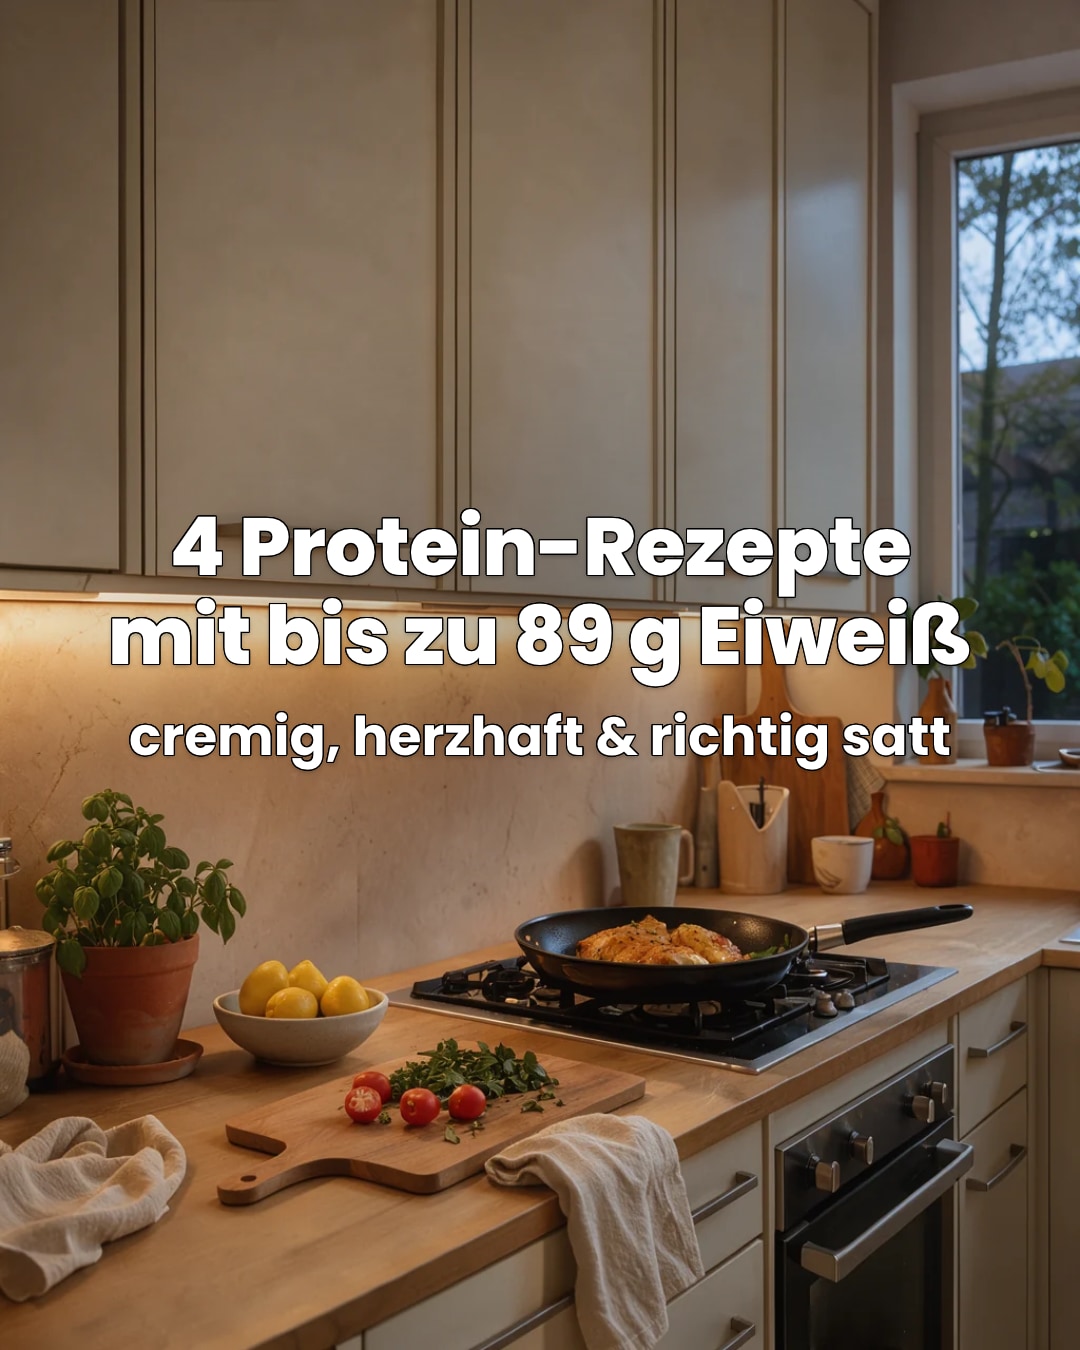 4 Protein-Rezepte
mit bis zu 89 g Eiweiß
cremig, herzhaft & richtig satt